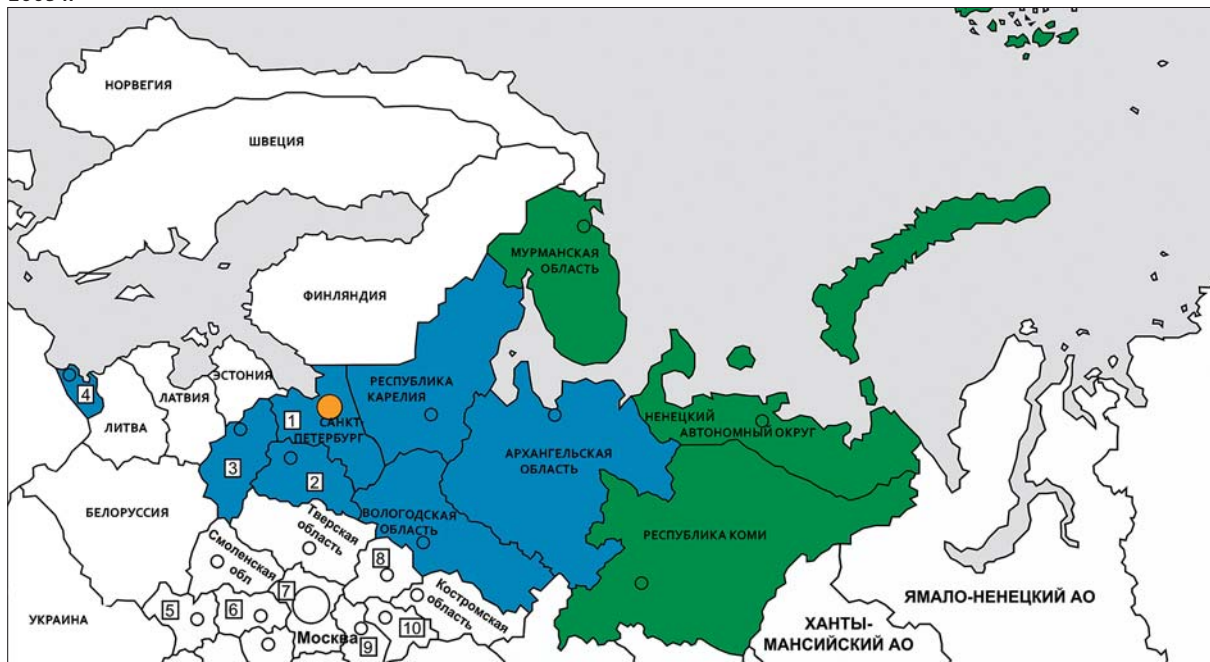 НОРВЕГИЯ
ШВЕЦИЯ
МУРМАНСКАЯ
ОБЛАСТЬ
ФИНЛЯНДИЯ
ЭСТОНИЯ
РЕСПУБЛИКА
КАРЕЛИЯ
4
ЛАТВИЯ
ЛИТВА
1
САНКТ-
ПЕТЕРБУРГ
НЕНЕЦКИЙ
АВТОНОМНЫЙ ОКРУГ
3
2
АРХАНГЕЛЬСКАЯ
ОБЛАСТЬ
БЕЛОРУССИЯ
ВОЛОГОДСКАЯ
ОБЛАСТЬ
Тверская
область
РЕСПУБЛИКА КОМИ
Смоленская
обл
8
7
Костромская
область
ЯМАЛО-НЕНЕЦКИЙ АО
УКРАИНА
5
6
Москва
9
10
ХАНТЫ-
МАНСИЙСКИЙ АО